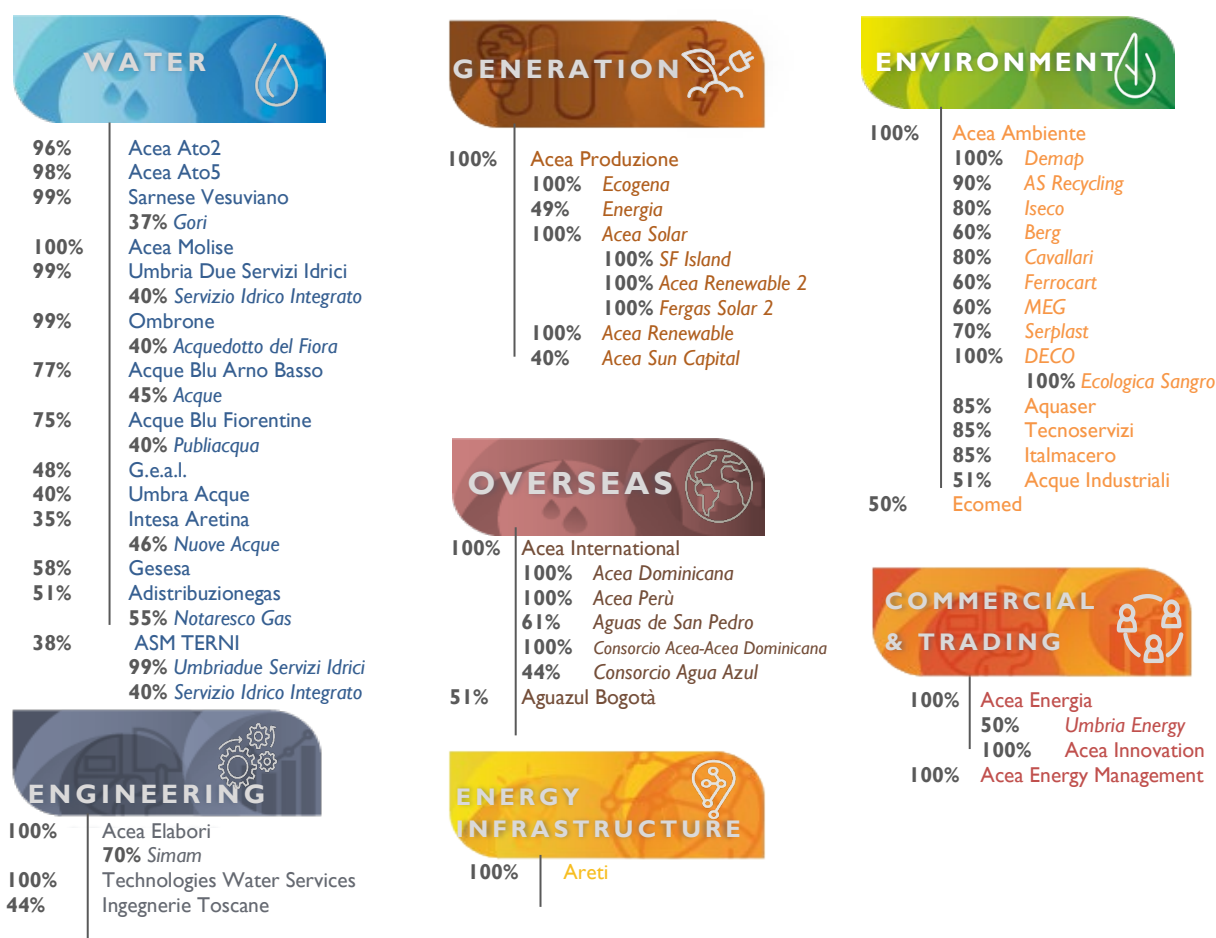 WATER
96% Acea Ato2
98% Acea Ato5
99% Sarnese Vesuviano
37% Gori
100% Acea Molise
99% Umbria Due Servizi Idrici
40% Servizio Idrico Integrato
99% Ombrone
40% Acquedotto del Fiora
77% Acque Blu Arno Basso
45% Acque
75% Acque Blu Fiorentine
40% Publiacqua
48% G.e.a.l.
40% Umbra Acque
35% Intesa Aretina
46% Nuove Acque
58% Gesesa
51% Adistribuzionegas
55% Notaresco Gas
38% ASM TERNI
99% Umbriadue Servizi Idrici
40% Servizio Idrico Integrato
ENGINEERING
100% Acea Elabori
70% Simam
100% Technologies Water Services
44% Ingegnerie Toscane
GENERATION
100% Acea Produzione
100% Ecogena
49% Energia
100% Acea Solar
100% SF Island
100% Acea Renewable 2
100% Fergas Solar 2
100% Acea Renewable
40% Acea Sun Capital
OVERSEAS
100% Acea International
100% Acea Dominicana
100% Acea Perù
61% Aguas de San Pedro
100% Consorcio Acea-Acea Dominicana
44% Consorcio Agua Azul
51% Aguazul Bogotà
ENERGY
INFRASTRUCTURE
100% Areti
ENVIRONMENT
100% Acea Ambiente
100% Demap
90% AS Recycling
80% Iseco
60% Berg
80% Cavallari
60% Ferrocart
60% MEG
70% Serplast
100% DECO
100% Ecologica Sangro
85% Aquaser
85% Tecnoservizi
85% Italmacero
51% Acque Industriali
50% Ecomed
COMMERCIAL
& TRADING
100% Acea Energia
50% Umbria Energy
100% Acea Innovation
100% Acea Energy Management